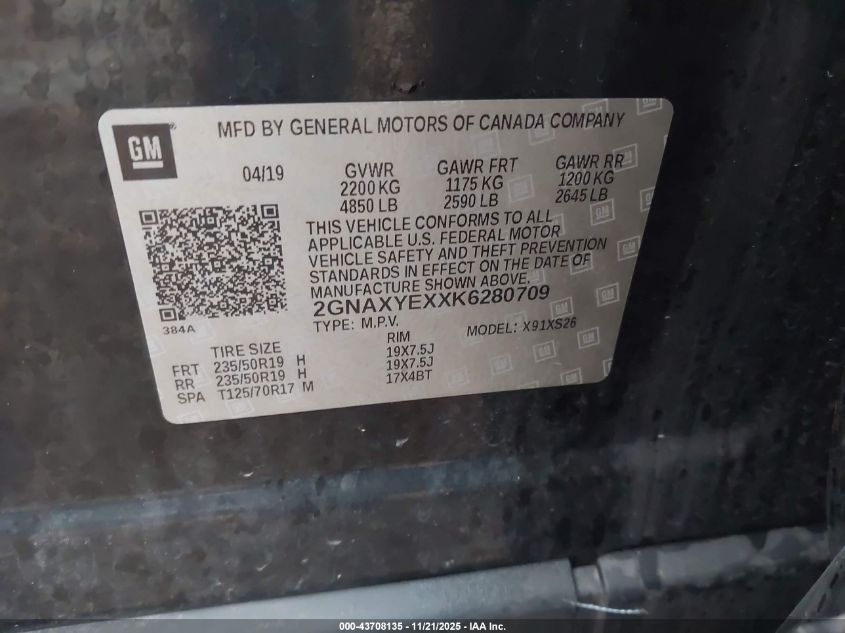 GM
MFD BY GENERAL MOTORS OF CANADA COMPANY
04/19 GVWR GAWR FRT GAWR RR
2200 KG 1175 KG 1200 KG
4850 LB 2590 LB 2645 LB
THIS VEHICLE CONFORMS TO ALL
APPLICABLE U.S. FEDERAL MOTOR
VEHICLE SAFETY AND THEFT PREVENTION
STANDARDS IN EFFECT ON THE DATE OF
MANUFACTURE SHOWN ABOVE.
2GNAXYEXXK6280709
384A TYPE: M.P.V. MODEL: X91XS26
TIRE SIZE RIM
FRT 235/50R19 H 19X7.5J
RR 235/50R19 H 19X7.5J
SPA T125/70R17 M 17X4BT
000-43708135 - 11/21/2025 - IAA Inc.